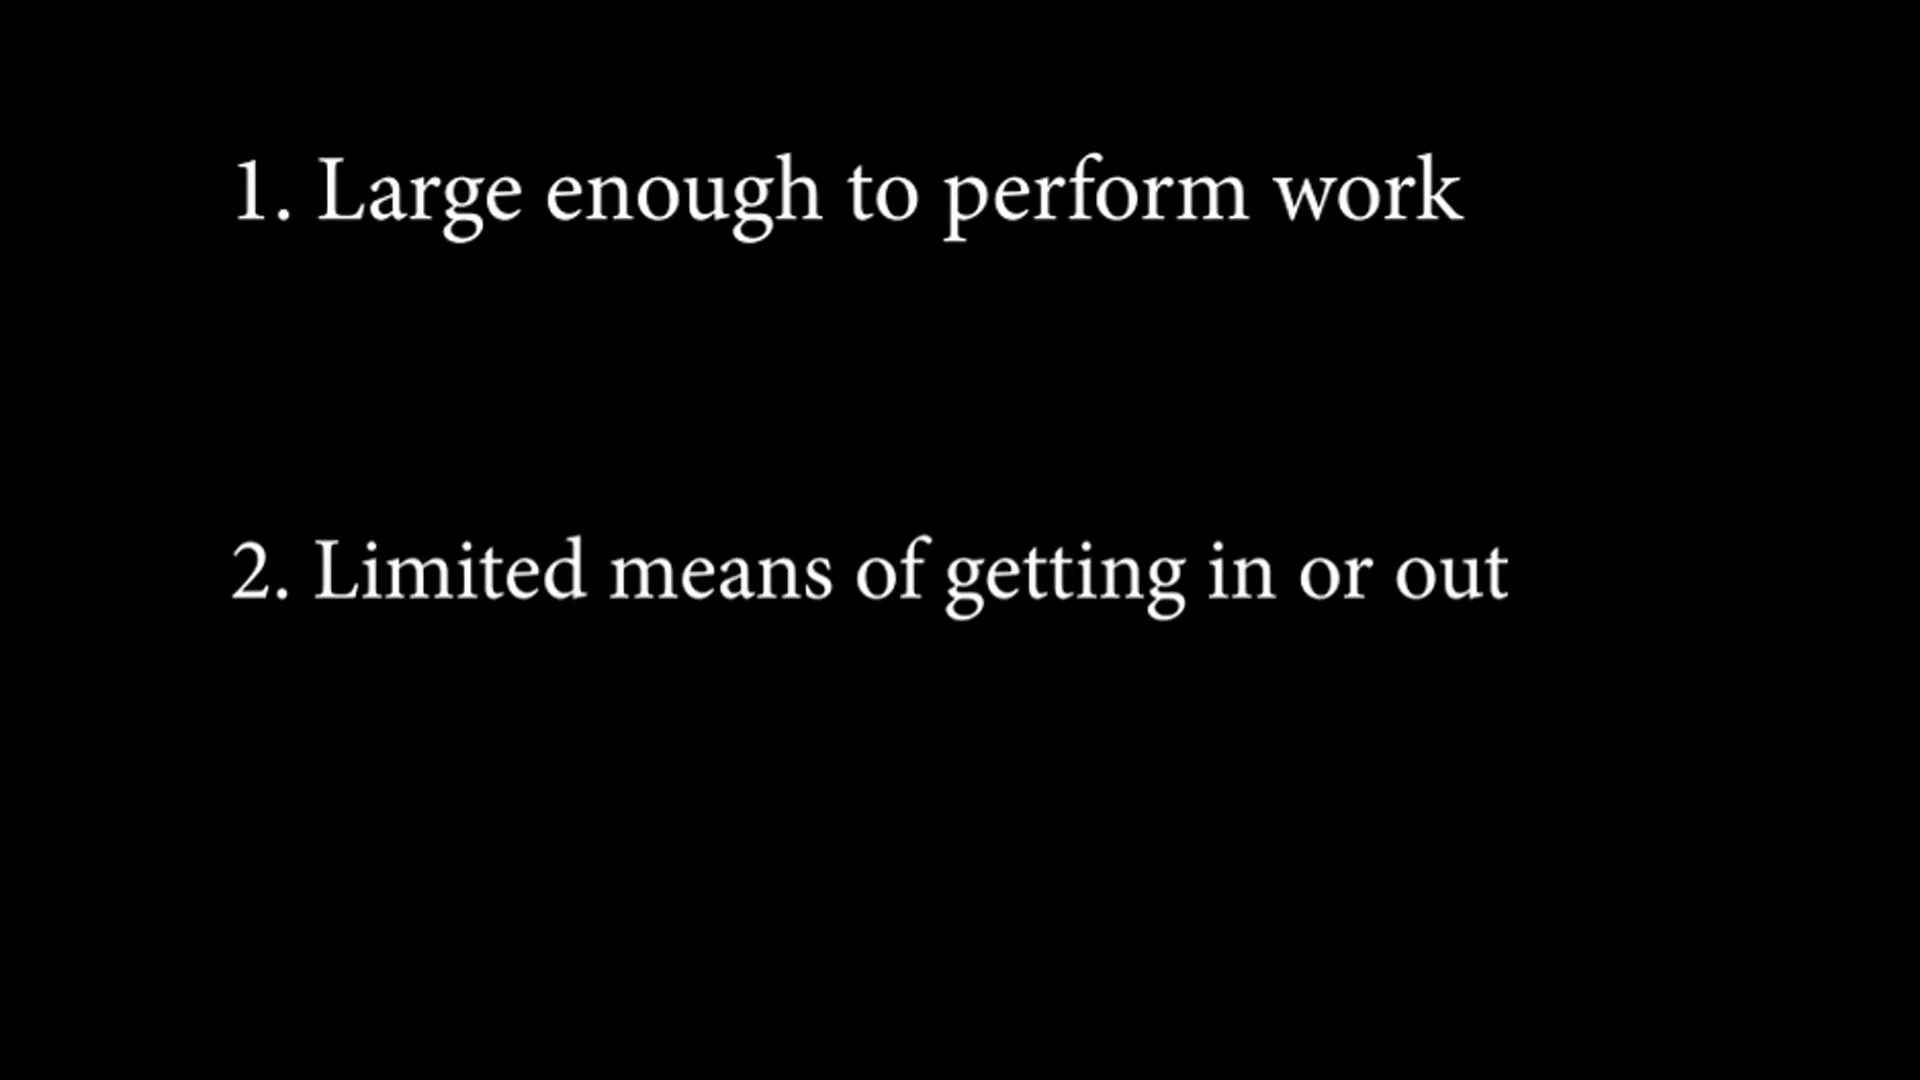 1. Large enough to perform work
2. Limited means of getting in or out